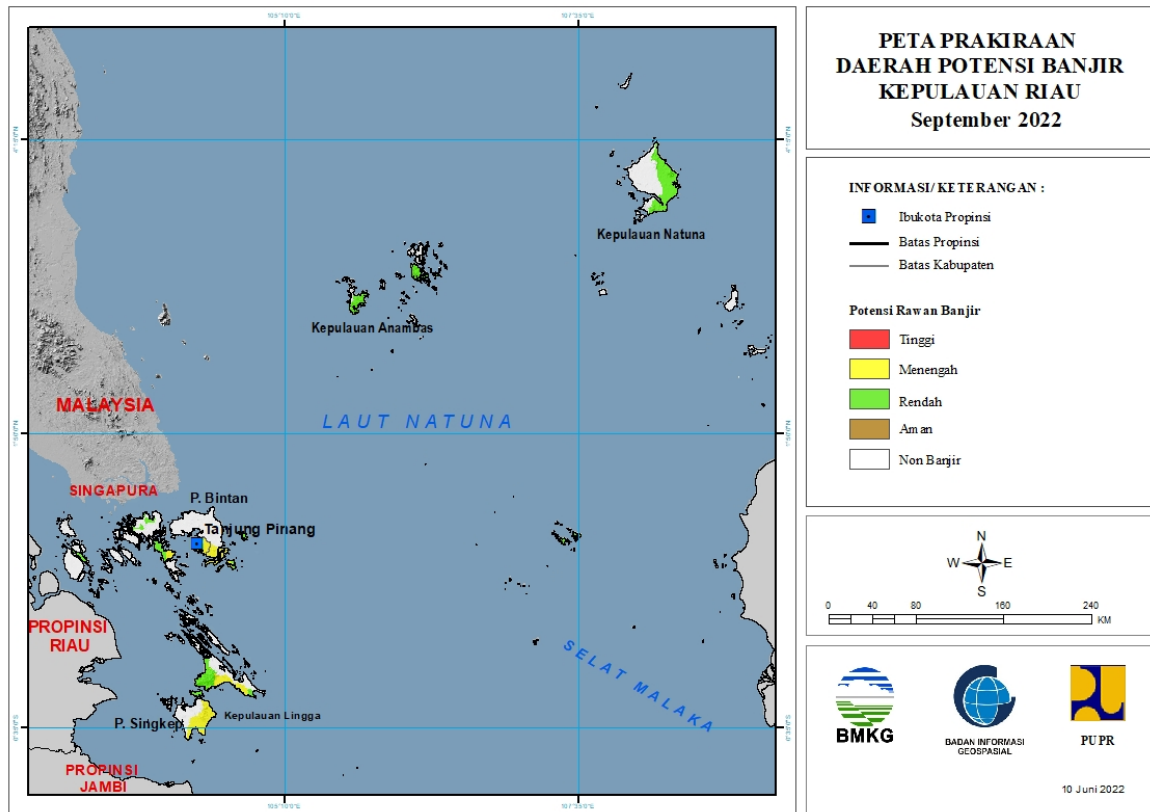 PETA PRAKIRAAN
DAERAH POTENSI BANJIR
KEPULAUAN RIAU
September 2022
INFORMASI/ KETERANGAN :
Ibukota Propinsi
Batas Propinsi
Batas Kabupaten
Potensi Rawan Banjir
Tinggi
Menengah
Rendah
Aman
Non Banjir
N
W E
S
0 40 80 160 240
KM
BMKG
BADAN INFORMASI
GEOSPASIAL
PUPR
10 Juni 2022
Kepulauan Natuna
Kepulauan Anambas
MALAYSIA
LAUT NATUNA
SINGAPURA
P. Bintan
Tanjung Pinang
PROPINSI
RIAU
SELAT MALAKA
P. Singkep
Kepulauan Lingga
PROPINSI
JAMBI